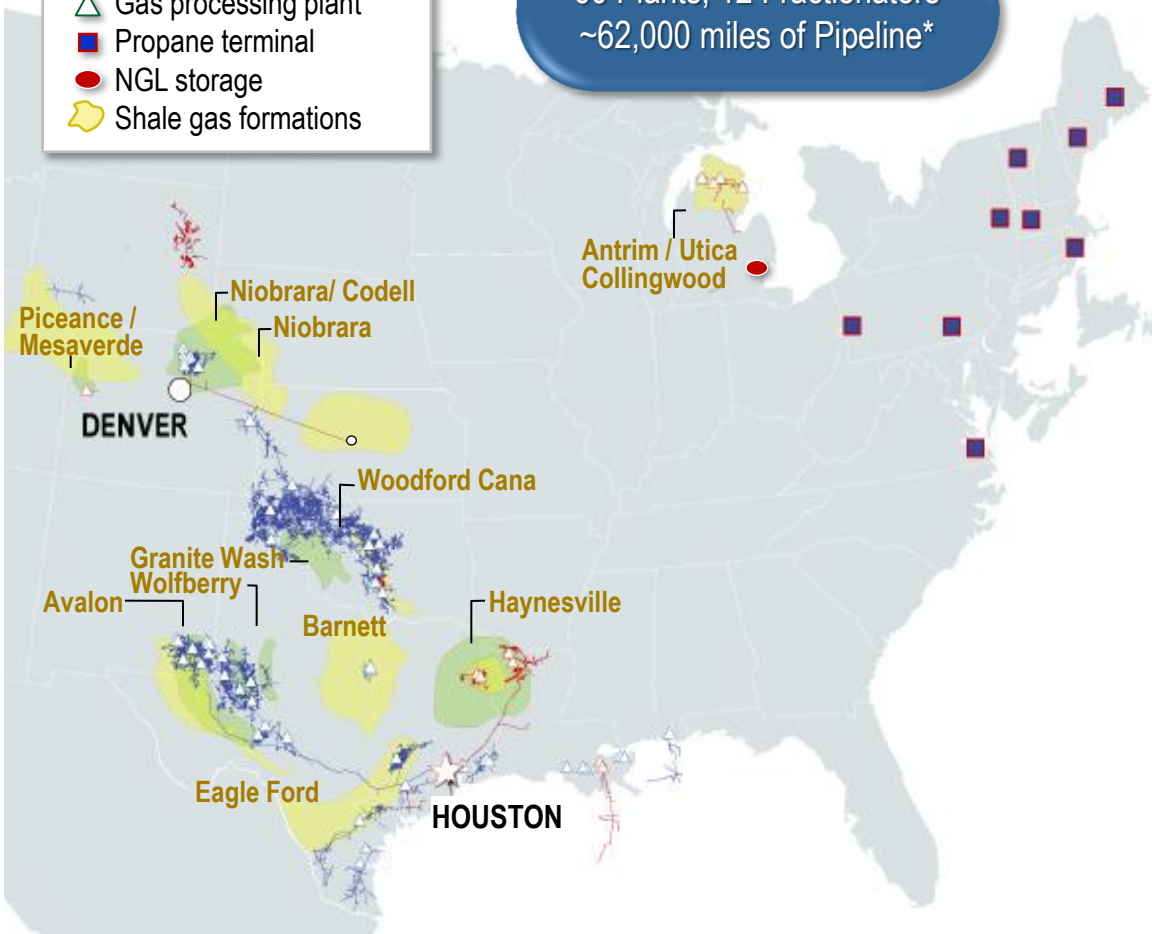 Gas processing plant
Propane terminal
NGL storage
Shale gas formations
~62,000 miles of Pipeline*
Antrim / Utica
Collingwood
Niobrara/ Codell
Niobrara
Piceance /
Mesaverde
DENVER
Woodford Cana
Granite Wash
Wolfberry
Avalon
Haynesville
Barnett
Eagle Ford
HOUSTON